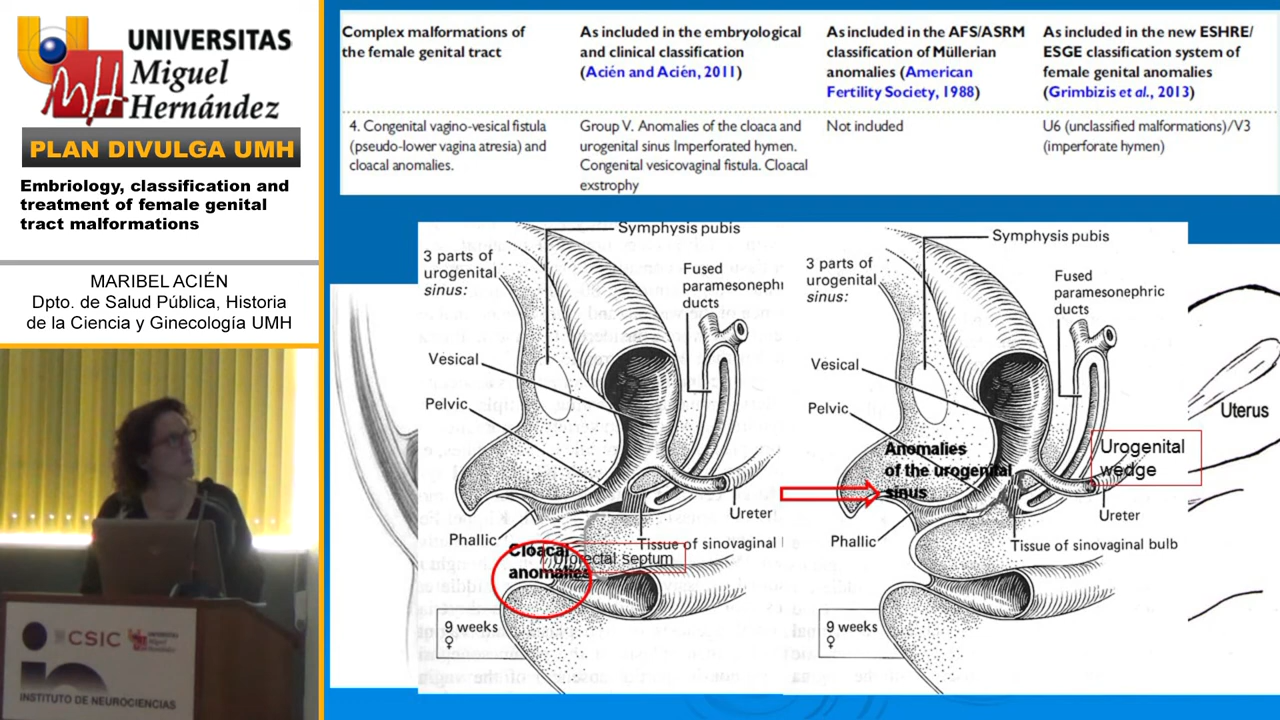 UNIVERSITAS
Miguel
Hernández
PLAN DIVULGA UMH
Embriology, classification and
treatment of female genital
tract malformations
MARIBEL ACIÉN
Dpto. de Salud Pública, Historia
de la Ciencia y Ginecología UMH
CSIC
UNIVERSITAS
Miguel
Hernández
in
INSTITUTO DE NEUROCIENCIAS
Complex malformations of
the female genital tract
As included in the embryological
and clinical classification
(Acién and Acién, 2011)
As included in the AFS/ASRM
classification of Müllerian
anomalies (American
Fertility Society, 1988)
As included in the new ESHRE/
ESGE classification system of
female genital anomalies
(Grimbizis et al., 2013)
4. Congenital vagino-vesical fistula
(pseudo-lower vagina atresia) and
cloacal anomalies.
Group V. Anomalies of the cloaca and
urogenital sinus Imperforated hymen.
Congenital vesicovaginal fistula. Cloacal
exstrophy
Not included
U6 (unclassified malformations)/V3
(imperforate hymen)
Symphysis pubis
3 parts of
urogenital
sinus:
Fused
paramesonephr
ducts
Vesical
Pelvic
Ureter
Phallic
Tissue of sinovaginal
Cloacal
anomalies
Urorectal septum
9 weeks
♀
Symphysis pubis
3 parts of
urogenital
sinus:
Fused
paramesonephric
ducts
Vesical
Pelvic
Anomalies
of the urogenital
sinus
Urogenital
wedge
Ureter
Phallic
Tissue of sinovaginal bulb
9 weeks
♀
Uterus